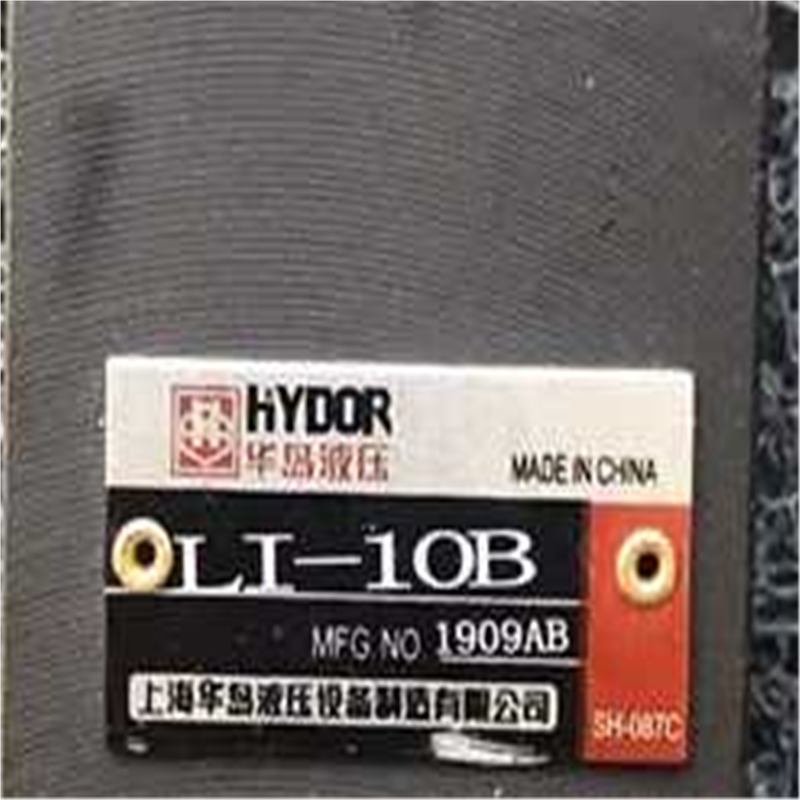 HYDOR
华岛液压
MADE IN CHINA
LI-10B
MFG NO 1909AB
上海华岛液压设备制造有限公司
SH-087C